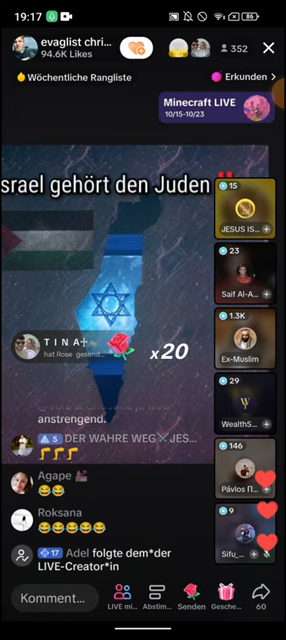 19:17
86
evaglist chri...
94.6K Likes
352
Wöchentliche Rangliste
Erkunden >
Minecraft LIVE
10/15-10/23
srael gehört den Juden ‼
15
JESUS IS...
23
Saif Al-A...
1.3K
Ex-Muslim
T I N A
hat Rose gesend...
x20
29
WealthS...
anstrengend.
5 DER WAHRE WEG⚔JES...
146
Agape
Pávlos Π...
Roksana
9
Sifu_...
17 Adel folgte dem*der
LIVE-Creator*in
Komment...
LIVE mi...
Abstim...
Senden
Gesche...
60